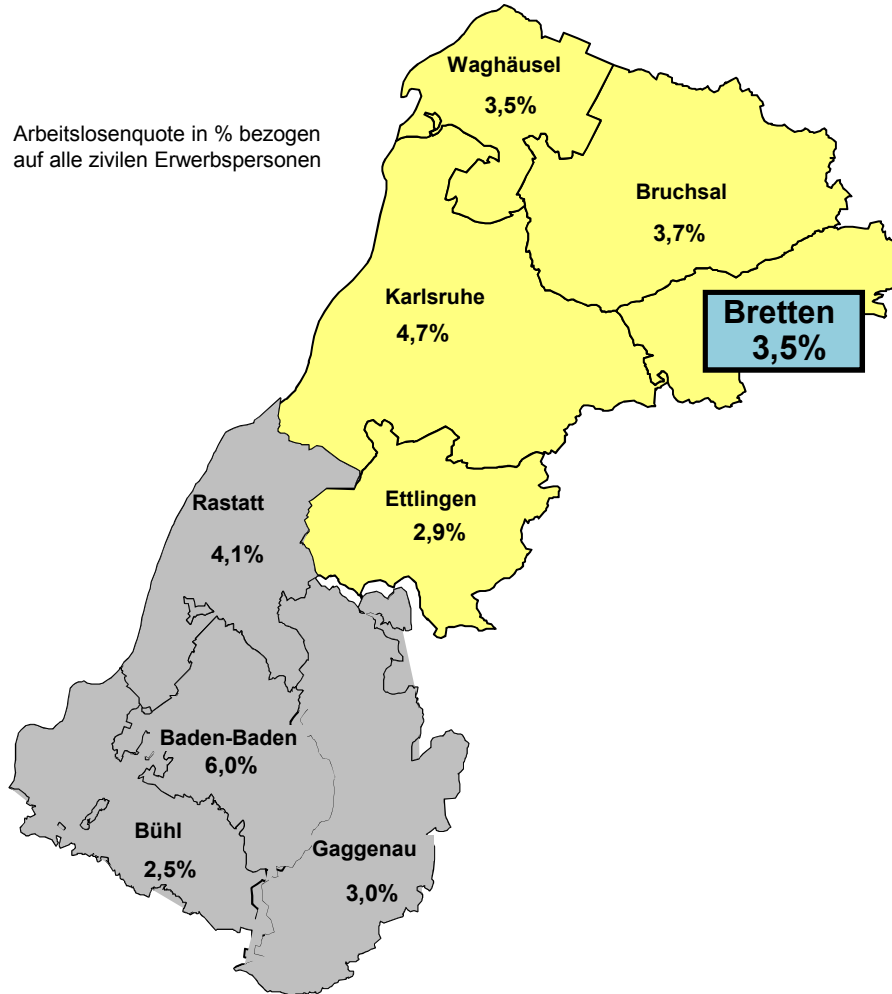 Waghäusel
3,5%
Arbeitslosenquote in % bezogen
auf alle zivilen Erwerbspersonen
Bruchsal
3,7%
Karlsruhe
4,7%
Bretten
3,5%
Rastatt
4,1%
Ettlingen
2,9%
Baden-Baden
6,0%
Bühl
2,5%
Gaggenau
3,0%